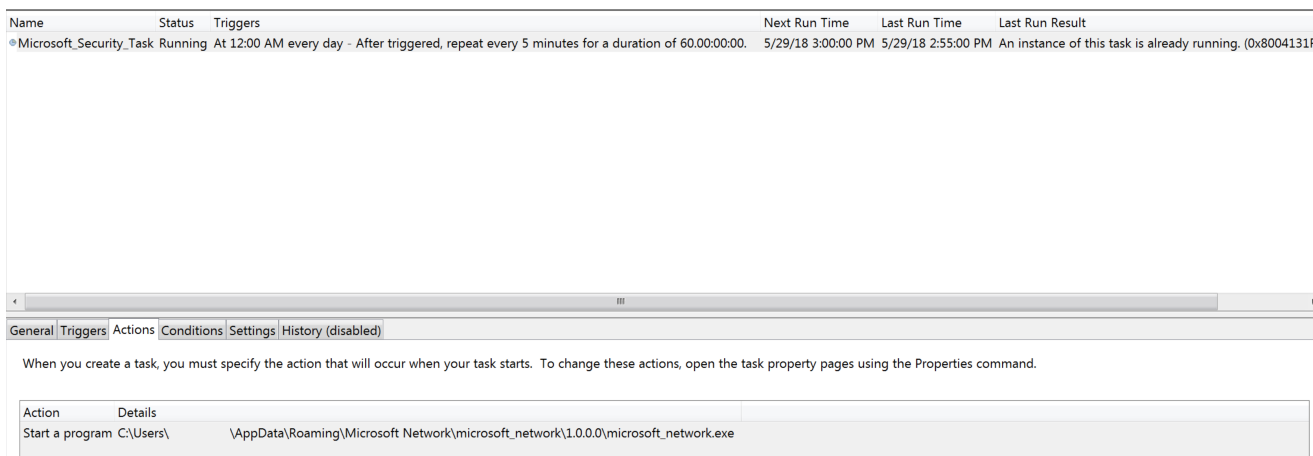 Name Status Triggers Next Run Time Last Run Time Last Run Result
Microsoft_Security_Task Running At 12:00 AM every day - After triggered, repeat every 5 minutes for a duration of 60.00:00:00. 5/29/18 3:00:00 PM 5/29/18 2:55:00 PM An instance of this task is already running. (0x8004131F
General Triggers Actions Conditions Settings History (disabled)
When you create a task, you must specify the action that will occur when your task starts. To change these actions, open the task property pages using the Properties command.
Action Details
Start a program C:\Users\ \AppData\Roaming\Microsoft Network\microsoft_network\1.0.0.0\microsoft_network.exe